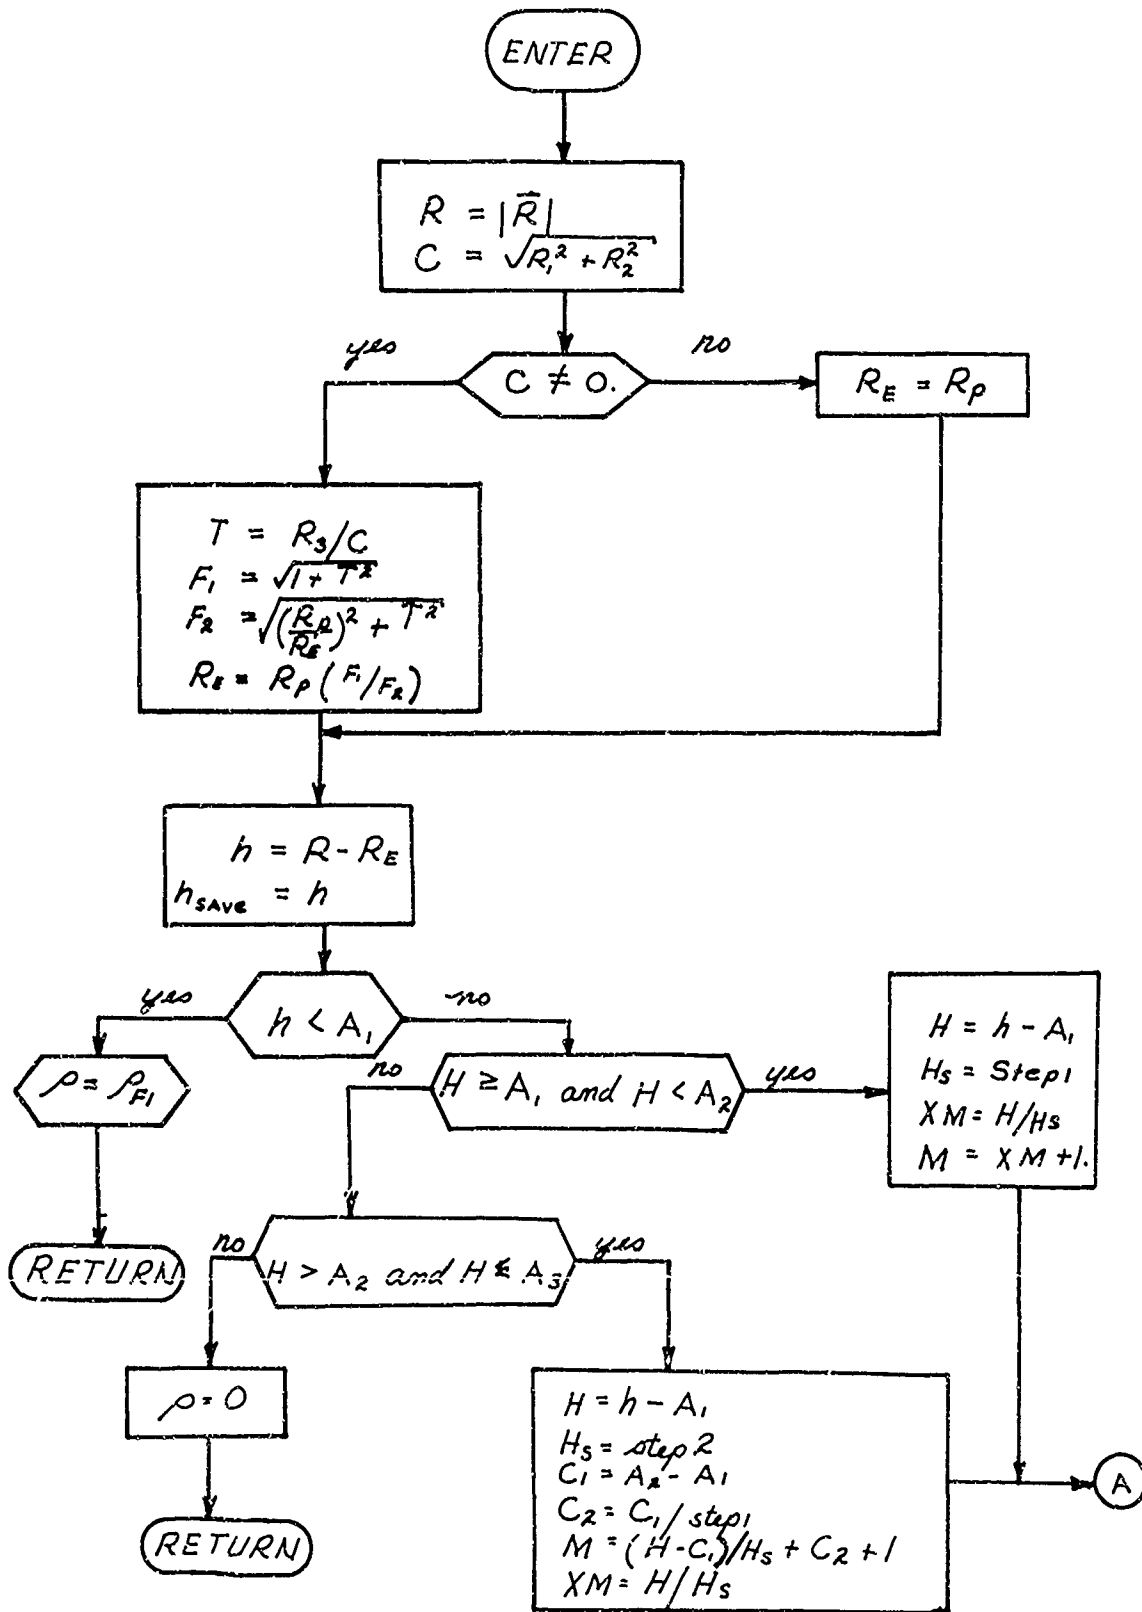 ENTER
R = |R̄|
C = √(R₁² + R₂²)
yes
C ≠ 0.
no
R_E = R_P
T = R₃/C
F₁ = √(1 + T²)
F₂ = √((R_P/R_E)² + T²)
R_E = R_P (F₁/F₂)
h = R - R_E
h_SAVE = h
yes
h < A₁
no
ρ = ρ_F1
RETURN
no
H ≥ A₁ and H < A₂
yes
H = h - A₁
H_S = Step1
XM = H/H_S
M = XM + 1.
no
H > A₂ and H ≤ A₃
yes
ρ = 0
RETURN
H = h - A₁
H_S = step 2
C₁ = A₂ - A₁
C₂ = C₁/step1
M = (H - C₁)/H_S + C₂ + 1
XM = H/H_S
A